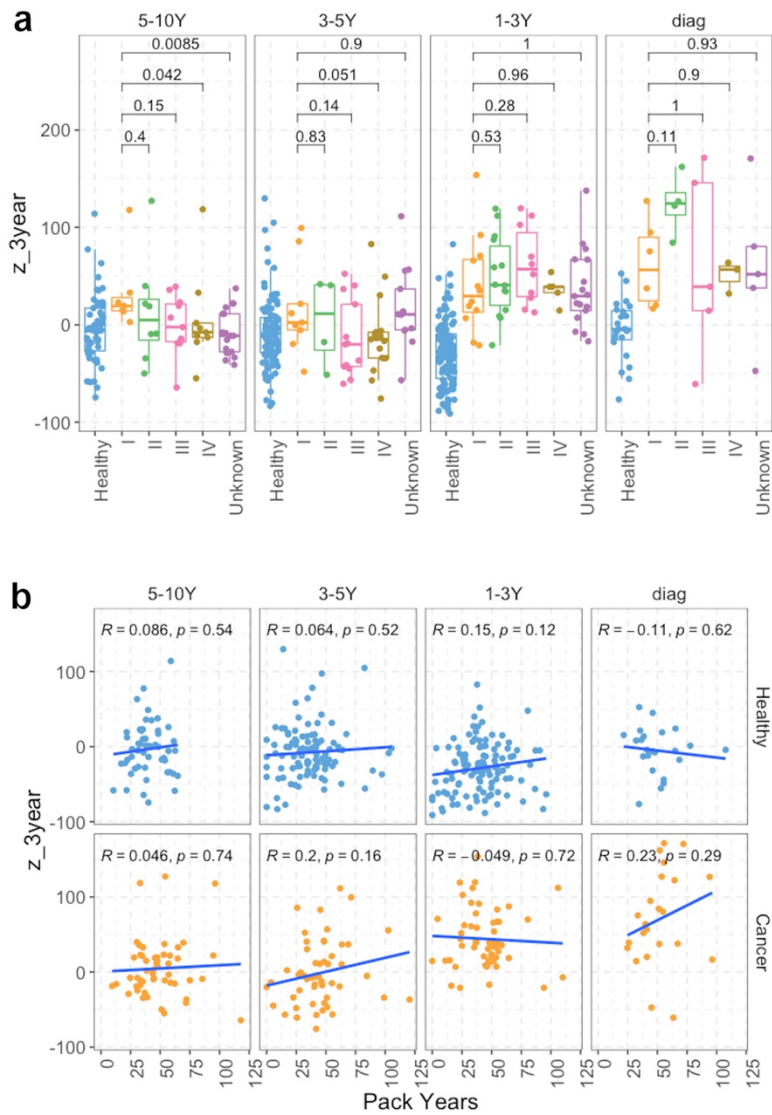 a
5-10Y 3-5Y 1-3Y diag
0.0085 0.9 1 0.93
0.042 0.051 0.96 0.9
0.15 0.14 0.28 1
0.4 0.83 0.53 0.11
z_3year
200
100
0
-100
Healthy I II III IV Unknown Healthy I II III IV Unknown Healthy I II III IV Unknown Healthy I II III IV Unknown
b
5-10Y 3-5Y 1-3Y diag
R = 0.086, p = 0.54 R = 0.064, p = 0.52 R = 0.15, p = 0.12 R = −0.11, p = 0.62
100
0
-100
Healthy
z_3year
R = 0.046, p = 0.74 R = 0.2, p = 0.16 R = −0.049, p = 0.72 R = 0.23, p = 0.29
100
0
-100
Cancer
0 25 50 75 100 125 0 25 50 75 100 125 0 25 50 75 100 125 0 25 50 75 100 125
Pack Years